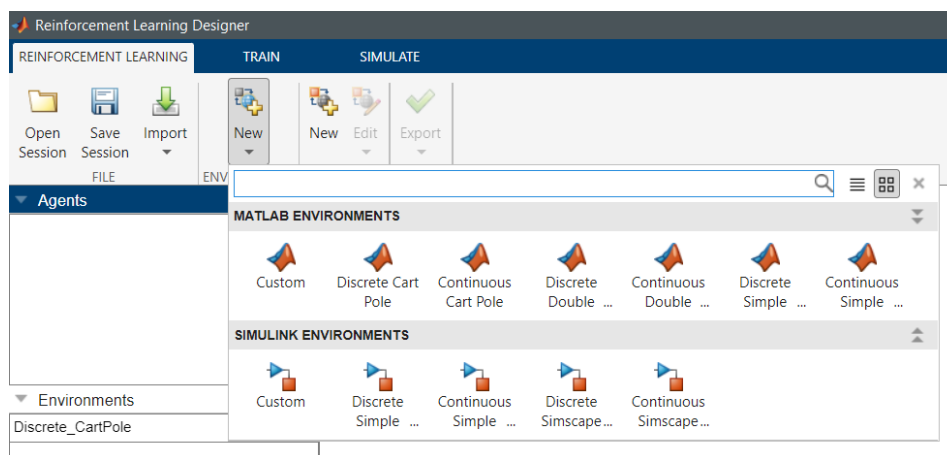 Reinforcement Learning Designer
REINFORCEMENT LEARNING TRAIN SIMULATE
Open Session
Save Session
Import
New
New
Edit
Export
FILE
ENV
Agents
MATLAB ENVIRONMENTS
Custom
Discrete Cart Pole
Continuous Cart Pole
Discrete Double ...
Continuous Double ...
Discrete Simple ...
Continuous Simple ...
SIMULINK ENVIRONMENTS
Custom
Discrete Simple ...
Continuous Simple ...
Discrete Simscape...
Continuous Simscape...
Environments
Discrete_CartPole